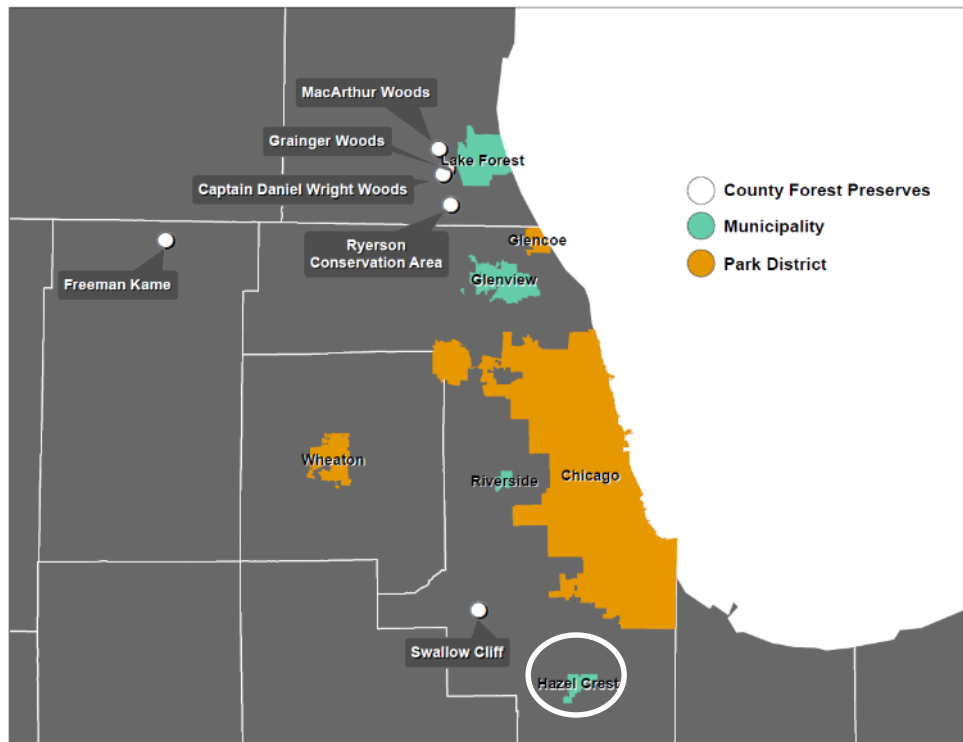 MacArthur Woods
Grainger Woods
Lake Forest
Captain Daniel Wright Woods
County Forest Preserves
Municipality
Park District
Ryerson
Conservation Area
Glencoe
Freeman Kame
Glenview
Wheaton
Riverside
Chicago
Swallow Cliff
Hazel Crest